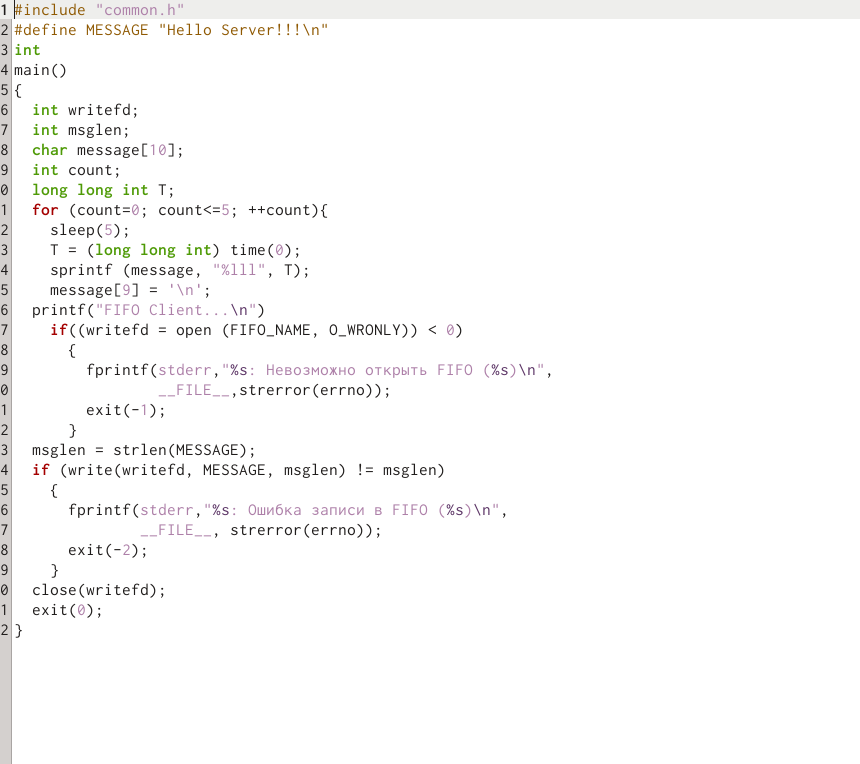 1 #include "common.h"
2 #define MESSAGE "Hello Server!!!\n"
3 int
4 main()
5 {
6   int writefd;
7   int msglen;
8   char message[10];
9   int count;
0   long long int T;
1   for (count=0; count<=5; ++count){
2     sleep(5);
3     T = (long long int) time(0);
4     sprintf (message, "%lll", T);
5     message[9] = '\n';
6   printf("FIFO Client...\n")
7     if((writefd = open (FIFO_NAME, O_WRONLY)) < 0)
8       {
9         fprintf(stderr,"%s: Невозможно открыть FIFO (%s)\n",
0                 __FILE__,strerror(errno));
1         exit(-1);
2       }
3   msglen = strlen(MESSAGE);
4   if (write(writefd, MESSAGE, msglen) != msglen)
5     {
6       fprintf(stderr,"%s: Ошибка записи в FIFO (%s)\n",
7               __FILE__, strerror(errno));
8       exit(-2);
9     }
0   close(writefd);
1   exit(0);
2 }